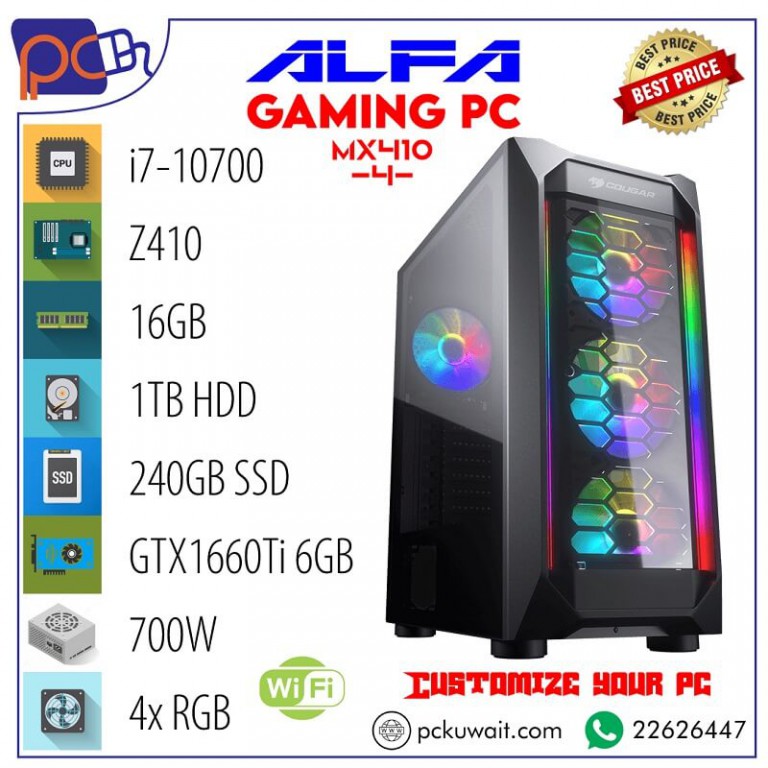 pcku
ALFA
GAMING PC
MX410
-4-
BEST PRICE
BEST PRICE
BEST PRICE
CPU
i7-10700
Z410
16GB
1TB HDD
SSD
240GB SSD
GTX1660Ti 6GB
700W
4x RGB
WiFi
COUGAR
CUSTOMIZE YOUR PC
www
pckuwait.com
22626447